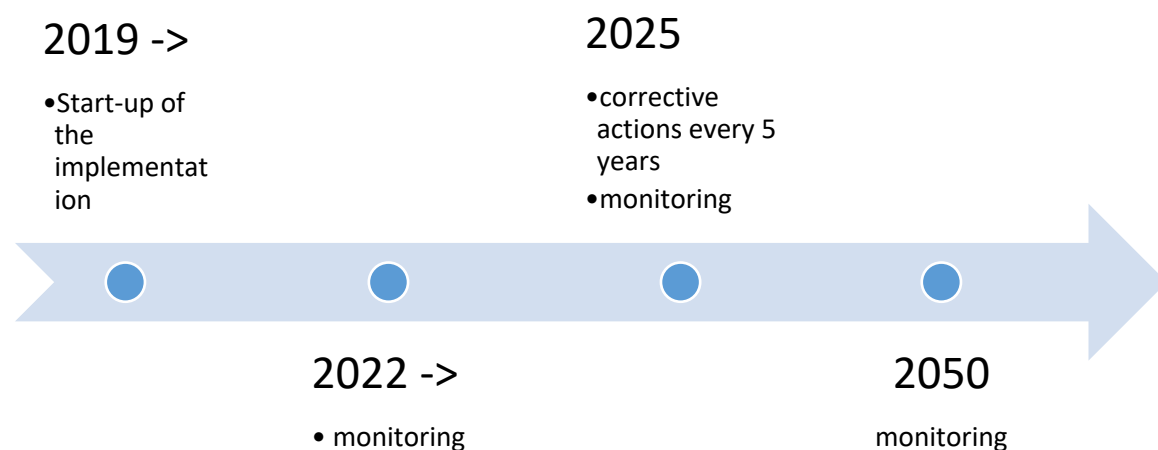 2019 ->
•Start-up of
the
implementat
ion
2022 ->
• monitoring
2025
•corrective
actions every 5
years
•monitoring
2050
monitoring